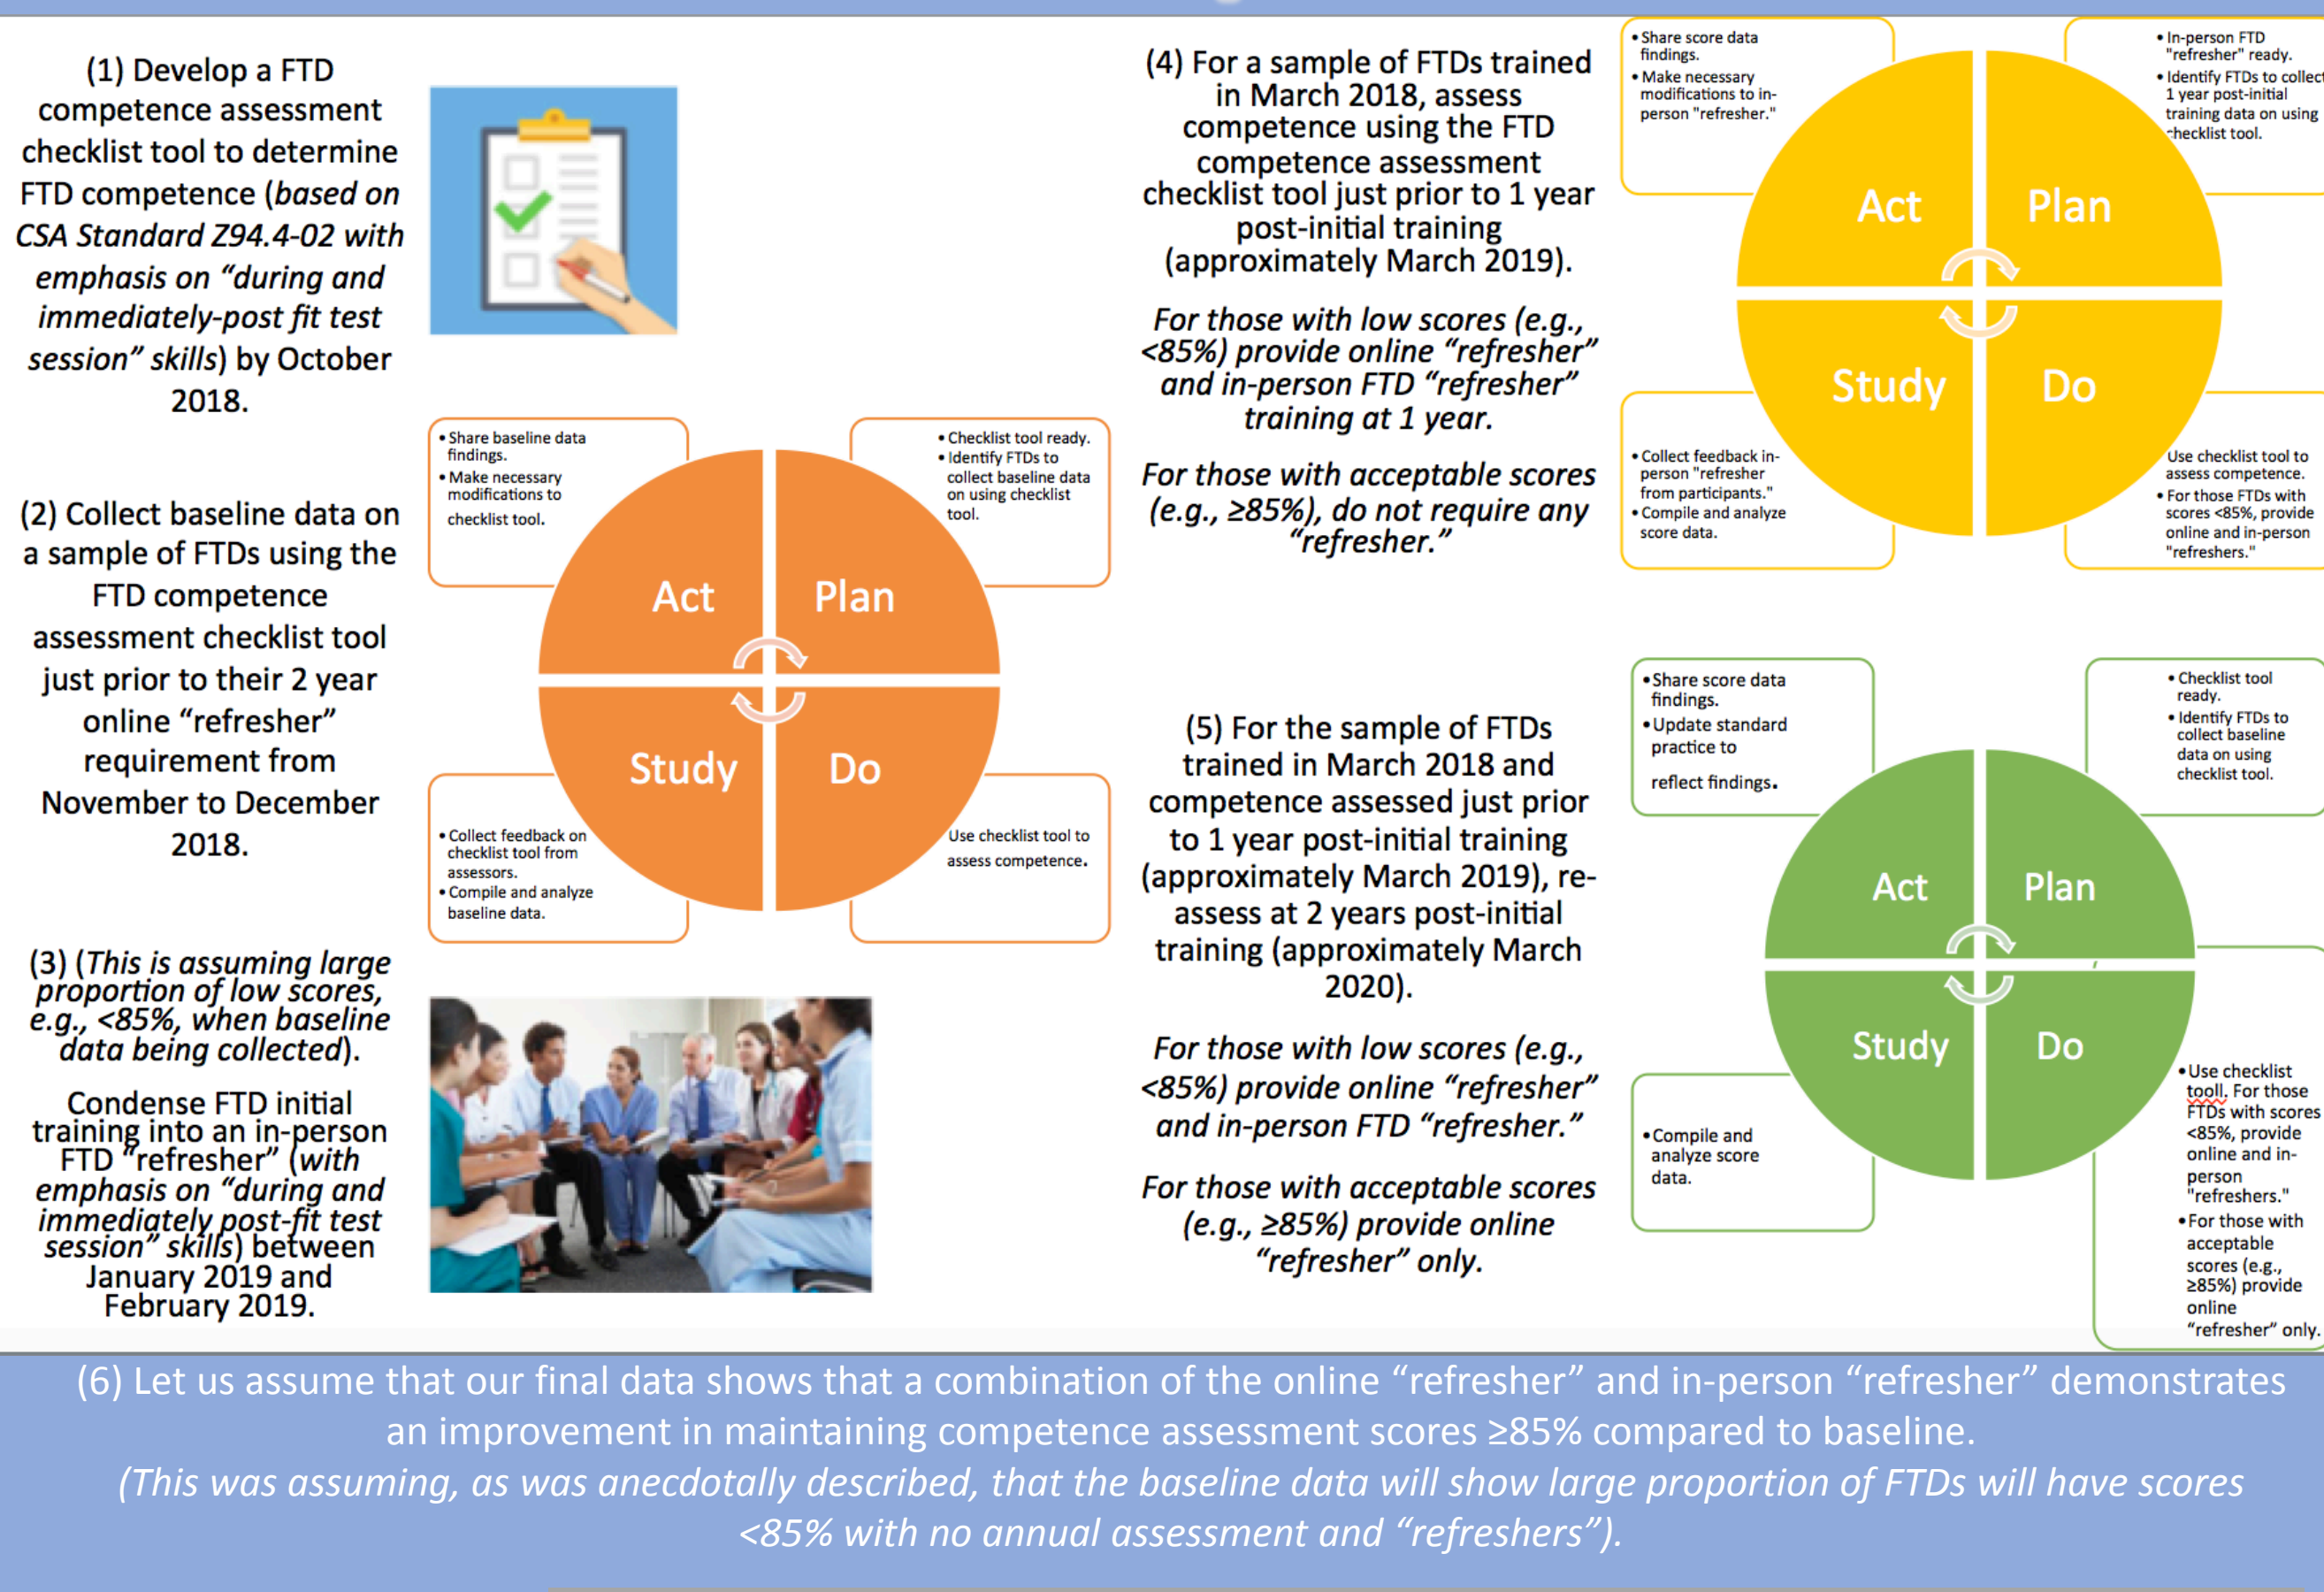 (1) Develop a FTD
competence assessment
checklist tool to determine
FTD competence (based on
CSA Standard Z94.4-02 with
emphasis on “during and
immediately-post fit test
session” skills) by October
2018.
(2) Collect baseline data on
a sample of FTDs using the
FTD competence
assessment checklist tool
just prior to their 2 year
online “refresher”
requirement from
November to December
2018.
• Share baseline data
findings.
• Make necessary
modifications to
checklist tool.
• Checklist tool ready.
• Identify FTDs to
collect baseline data
on using checklist
tool.
Act
Plan
Study
Do
• Collect feedback on
checklist tool from
assessors.
• Compile and analyze
baseline data.
Use checklist tool to
assess competence.
(3) (This is assuming large
proportion of low scores,
e.g., <85%, when baseline
data being collected).
Condense FTD initial
training into an in-person
FTD “refresher” (with
emphasis on “during and
immediately post-fit test
session” skills) between
January 2019 and
February 2019.
(4) For a sample of FTDs trained
in March 2018, assess
competence using the FTD
competence assessment
checklist tool just prior to 1 year
post-initial training
(approximately March 2019).
For those with low scores (e.g.,
<85%) provide online “refresher”
and in-person FTD “refresher”
training at 1 year.
For those with acceptable scores
(e.g., ≥85%), do not require any
“refresher.”
• Share score data
findings.
• Make necessary
modifications to in-
person "refresher."
• In-person FTD
"refresher" ready.
• Identify FTDs to collect
1 year post-initial
training data on using
checklist tool.
Act
Plan
Study
Do
• Collect feedback in-
person "refresher
from participants."
• Compile and analyze
score data.
Use checklist tool to
assess competence.
• For those FTDs with
scores <85%, provide
online and in-person
"refreshers."
(5) For the sample of FTDs
trained in March 2018 and
competence assessed just prior
to 1 year post-initial training
(approximately March 2019), re-
assess at 2 years post-initial
training (approximately March
2020).
For those with low scores (e.g.,
<85%) provide online “refresher”
and in-person FTD “refresher.”
For those with acceptable scores
(e.g., ≥85%) provide online
“refresher” only.
• Share score data
findings.
• Update standard
practice to
reflect findings.
• Checklist tool
ready.
• Identify FTDs to
collect baseline
data on using
checklist tool.
Act
Plan
Study
Do
• Compile and
analyze score
data.
• Use checklist
tooll. For those
FTDs with scores
<85%, provide
online and in-
person
"refreshers."
• For those with
acceptable
scores (e.g.,
≥85%) provide
online
“refresher” only.
(6) Let us assume that our final data shows that a combination of the online “refresher” and in-person “refresher” demonstrates
an improvement in maintaining competence assessment scores ≥85% compared to baseline.
(This was assuming, as was anecdotally described, that the baseline data will show large proportion of FTDs will have scores
<85% with no annual assessment and “refreshers”).